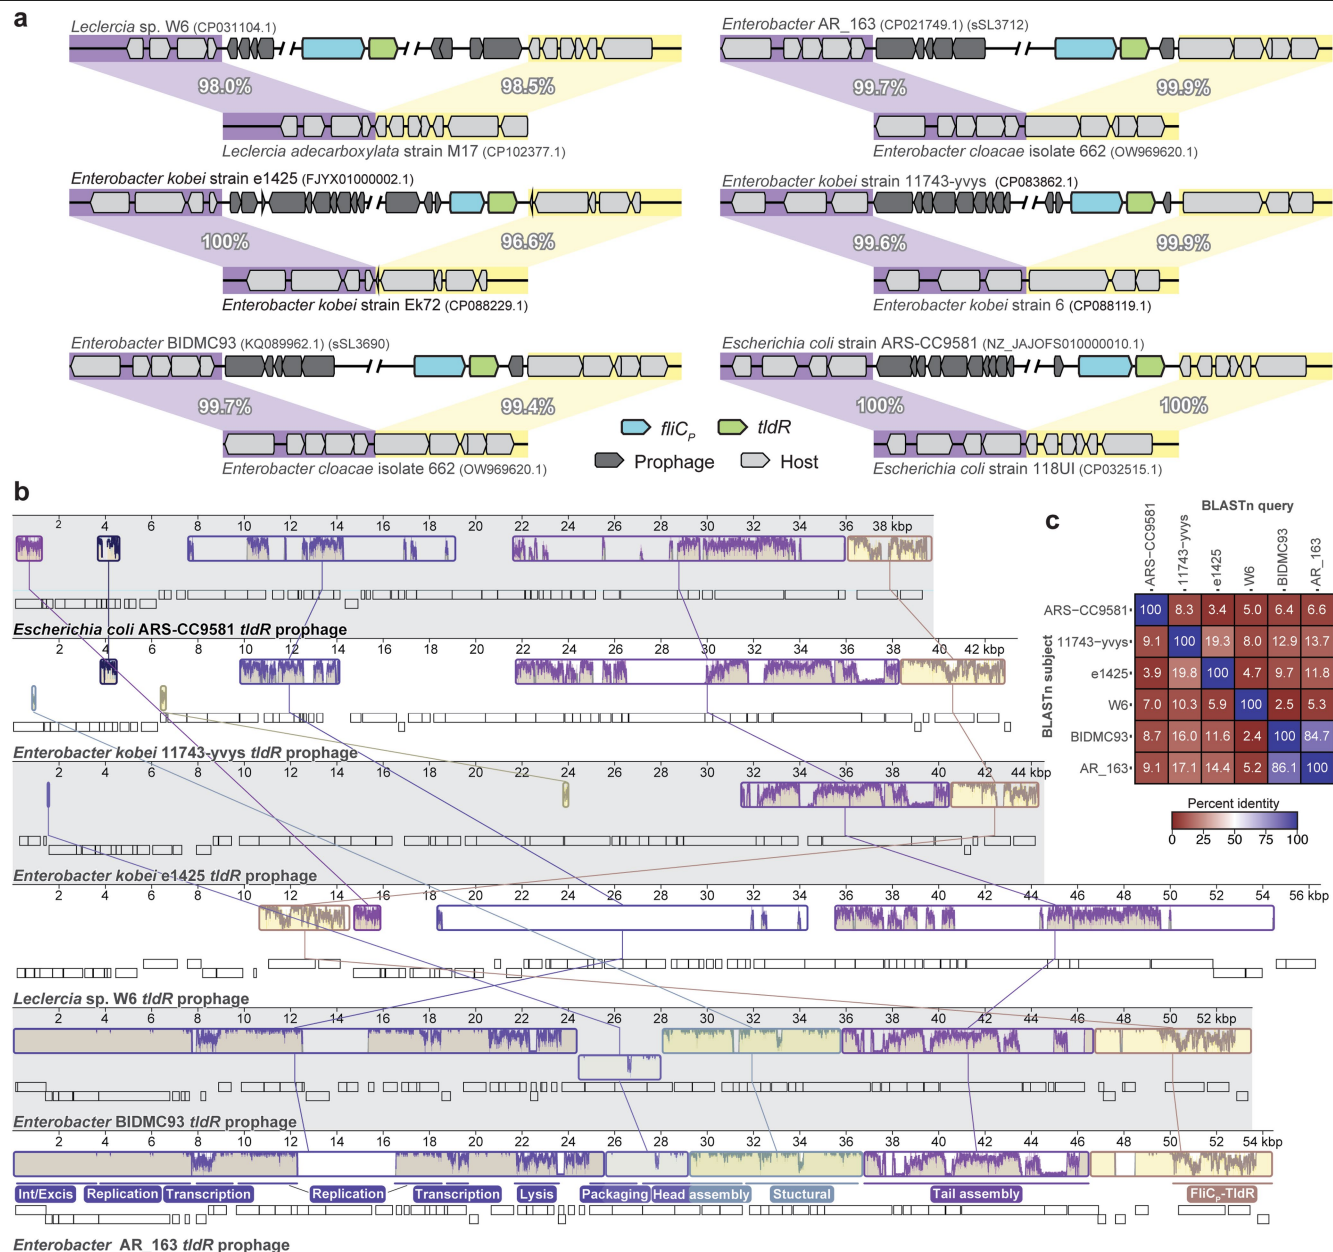 a
Leclercia sp. W6 (CP031104.1)
98.0%
98.5%
Leclercia adecarboxylata strain M17 (CP102377.1)
Enterobacter AR_163 (CP021749.1) (sSL3712)
99.7%
99.9%
Enterobacter cloacae isolate 662 (OW969620.1)
Enterobacter kobei strain e1425 (FJYX01000002.1)
100%
96.6%
Enterobacter kobei strain Ek72 (CP088229.1)
Enterobacter kobei strain 11743-yvys (CP083862.1)
99.6%
99.9%
Enterobacter kobei strain 6 (CP088119.1)
Enterobacter BIDMC93 (KQ089962.1) (sSL3690)
99.7%
99.4%
Enterobacter cloacae isolate 662 (OW969620.1)
Escherichia coli strain ARS-CC9581 (NZ_JAJOFS010000010.1)
100%
100%
Escherichia coli strain 118UI (CP032515.1)
fliCP
tldR
Prophage
Host
b
2 4 6 8 10 12 14 16 18 20 22 24 26 28 30 32 34 36 38 kbp
Escherichia coli ARS-CC9581 tldR prophage
2 4 6 8 10 12 14 16 18 20 22 24 26 28 30 32 34 36 38 40 42 kbp
Enterobacter kobei 11743-yvys tldR prophage
2 4 6 8 10 12 14 16 18 20 22 24 26 28 30 32 34 36 38 40 42 44 kbp
Enterobacter kobei e1425 tldR prophage
2 4 6 8 10 12 14 16 18 20 22 24 26 28 30 32 34 36 38 40 42 44 46 48 50 52 54 56 kbp
Leclercia sp. W6 tldR prophage
2 4 6 8 10 12 14 16 18 20 22 24 26 28 30 32 34 36 38 40 42 44 46 48 50 52 kbp
Enterobacter BIDMC93 tldR prophage
2 4 6 8 10 12 14 16 18 20 22 24 26 28 30 32 34 36 38 40 42 44 46 48 50 52 54 kbp
Int/Excis Replication Transcription Replication Transcription Lysis Packaging Head assembly Stuctural Tail assembly FliCP-TldR
Enterobacter AR_163 tldR prophage
c
BLASTn query
ARS−CC9581
11743−yvys
e1425
W6
BIDMC93
AR_163
BLASTn subject
ARS−CC9581 100 8.3 3.4 5.0 6.4 6.6
11743−yvys 9.1 100 19.3 8.0 12.9 13.7
e1425 3.9 19.8 100 4.7 9.7 11.8
W6 7.0 10.3 5.9 100 2.5 5.3
BIDMC93 8.7 16.0 11.6 2.4 100 84.7
AR_163 9.1 17.1 14.4 5.2 86.1 100
Percent identity
0 25 50 75 100